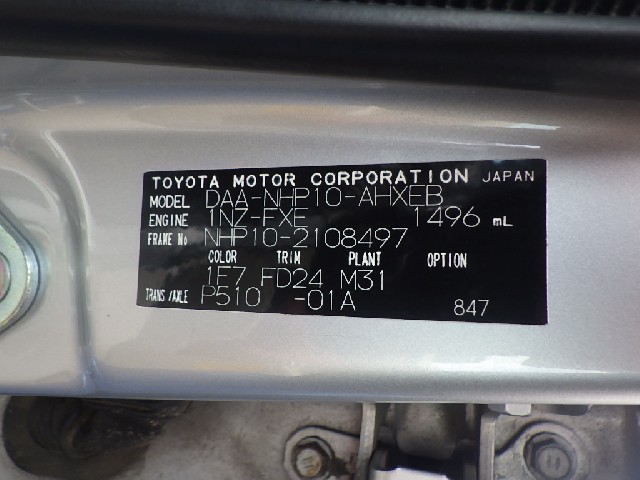 TOYOTA MOTOR CORPORATION JAPAN
MODEL DAA-NHP10-AHXEB
ENGINE 1NZ-FXE 1496 mL
FRAME No NHP10-2108497
COLOR TRIM PLANT OPTION
1F7 FD24 M31
TRANS/AXLE P510 -01A 847